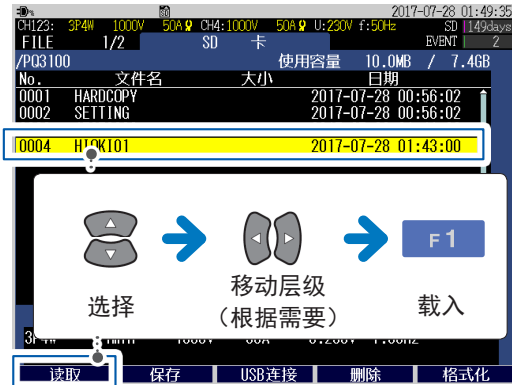 2017-07-28 01:49:35
CH123: 3P4W 1000V 50A CH4:1000V 50A U:230V f:50Hz SD 149days
FILE 1/2 SD 卡 EVENT 2
/PQ3100 使用容量 10.0MB / 7.4GB
No. 文件名 大小 日期
0001 HARDCOPY 2017-07-28 00:56:02
0002 SETTING 2017-07-28 00:56:02
0004 HIOKI01 2017-07-28 01:43:00
F1
选择 移动层级 载入
（根据需要）
读取 保存 USB连接 删除 格式化